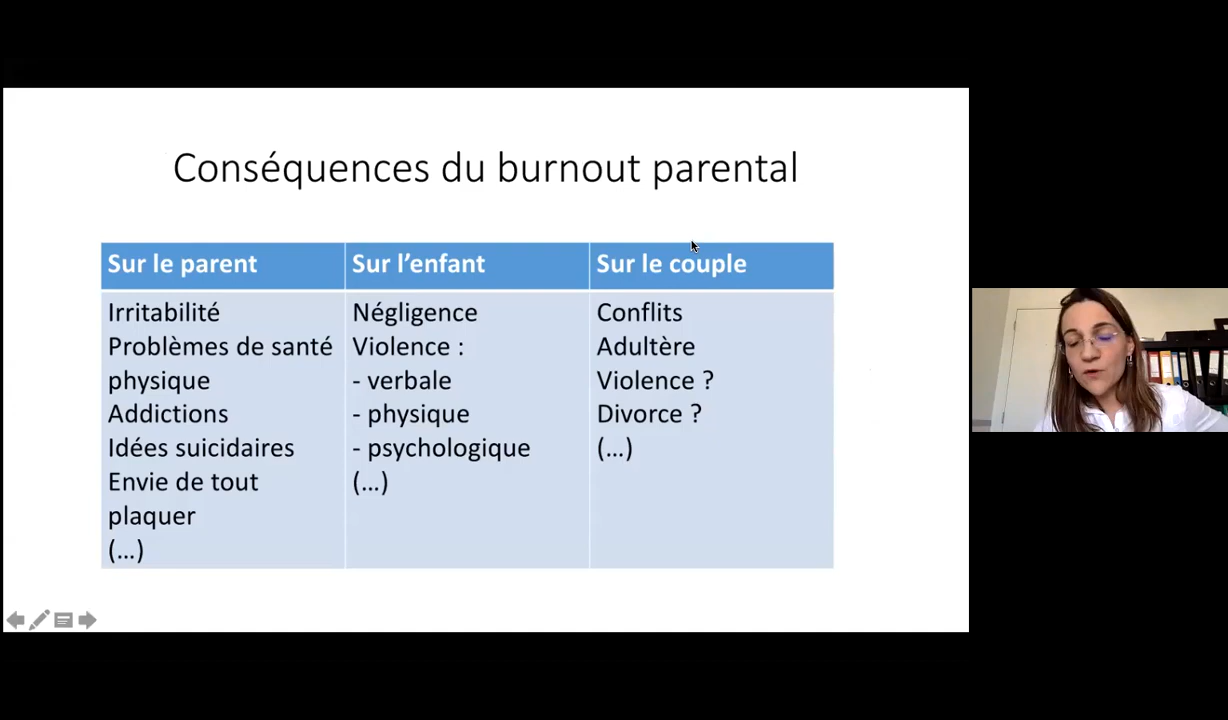 Conséquences du burnout parental
Sur le parent
Irritabilité
Problèmes de santé
physique
Addictions
Idées suicidaires
Envie de tout
plaquer
(...)
Sur l’enfant
Négligence
Violence :
- verbale
- physique
- psychologique
(...)
Sur le couple
Conflits
Adultère
Violence ?
Divorce ?
(...)